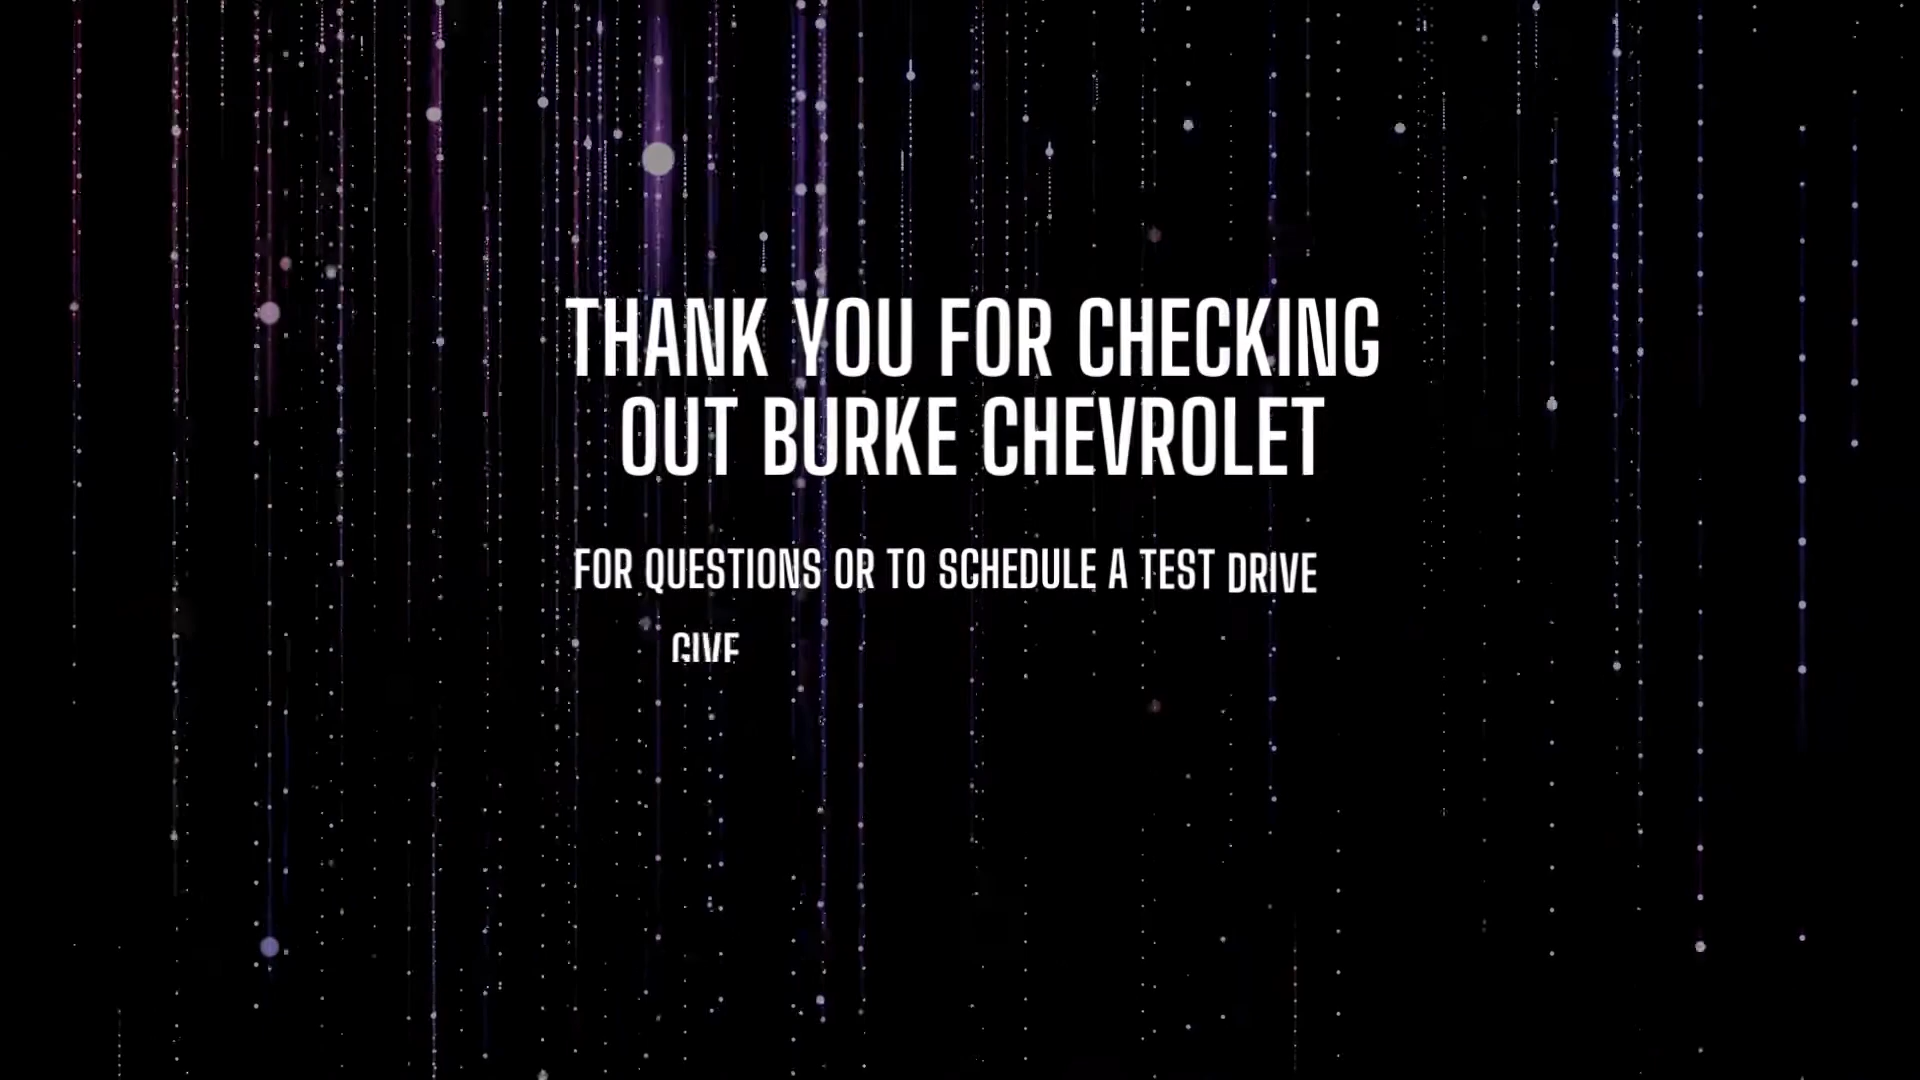 THANK YOU FOR CHECKING
OUT BURKE CHEVROLET
FOR QUESTIONS OR TO SCHEDULE A TEST DRIVE
GIVE